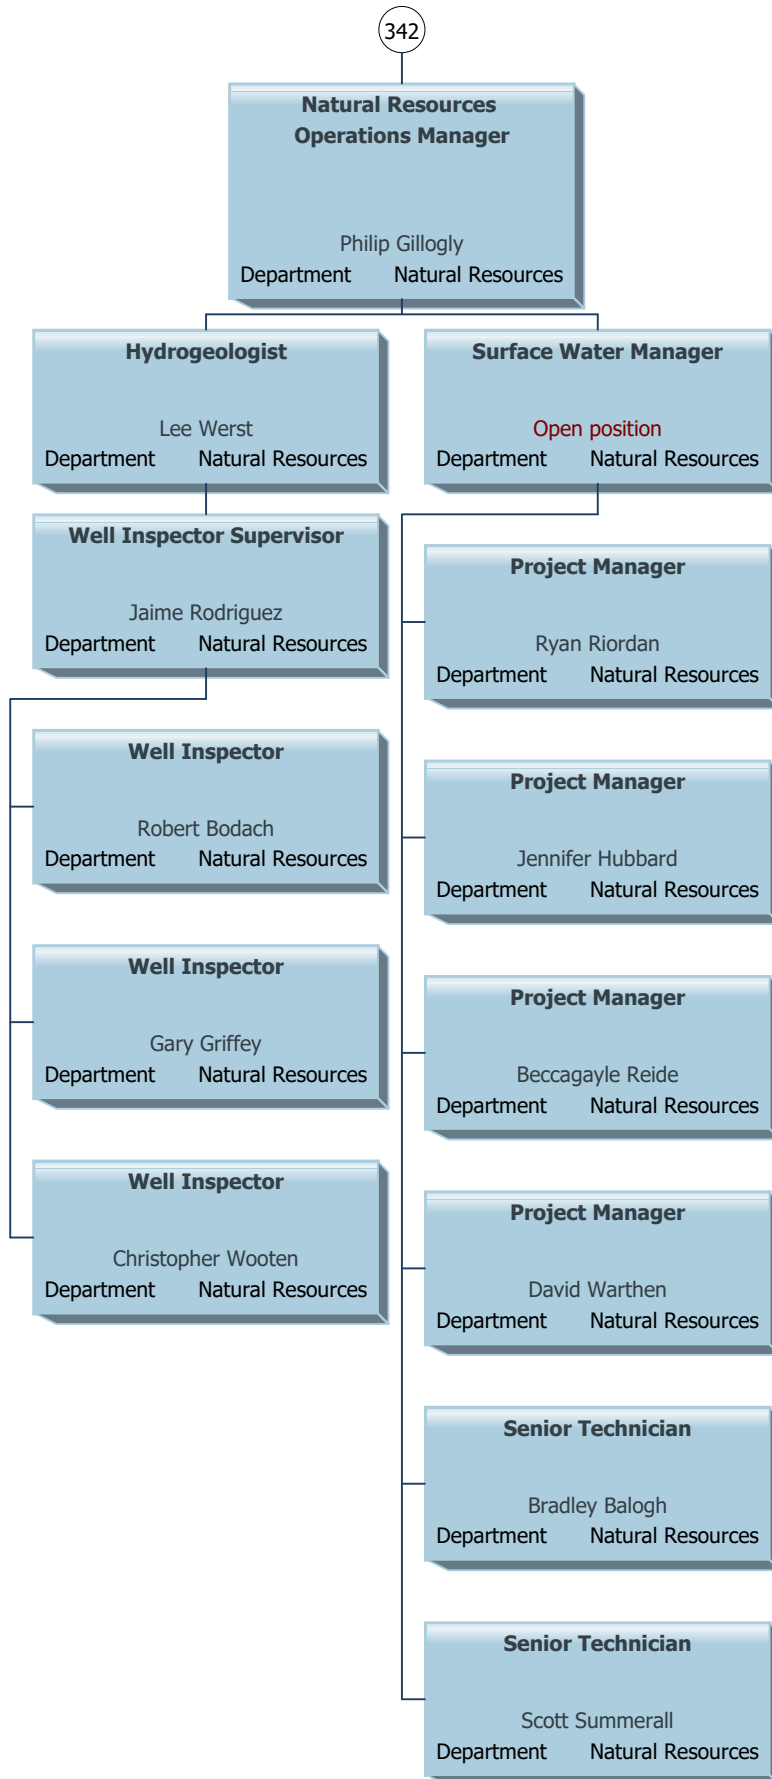 342
Natural Resources
Operations Manager
Philip Gillogly
Department Natural Resources
Hydrogeologist
Lee Werst
Department Natural Resources
Well Inspector Supervisor
Jaime Rodriguez
Department Natural Resources
Well Inspector
Robert Bodach
Department Natural Resources
Well Inspector
Gary Griffey
Department Natural Resources
Well Inspector
Christopher Wooten
Department Natural Resources
Surface Water Manager
Open position
Department Natural Resources
Project Manager
Ryan Riordan
Department Natural Resources
Project Manager
Jennifer Hubbard
Department Natural Resources
Project Manager
Beccagayle Reide
Department Natural Resources
Project Manager
David Warthen
Department Natural Resources
Senior Technician
Bradley Balogh
Department Natural Resources
Senior Technician
Scott Summerall
Department Natural Resources